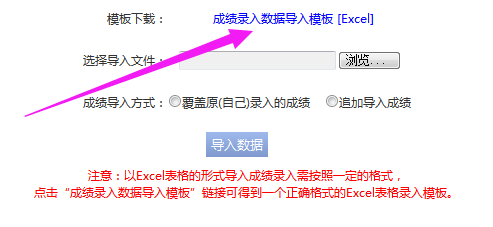 模板下载： 成绩录入数据导入模板 [Excel]
选择导入文件： 浏览...
成绩导入方式： 覆盖原(自己)录入的成绩 追加导入成绩
导入数据
注意：以Excel表格的形式导入成绩录入需按照一定的格式，
点击“成绩录入数据导入模板”链接可得到一个正确格式的Excel表格录入模板。